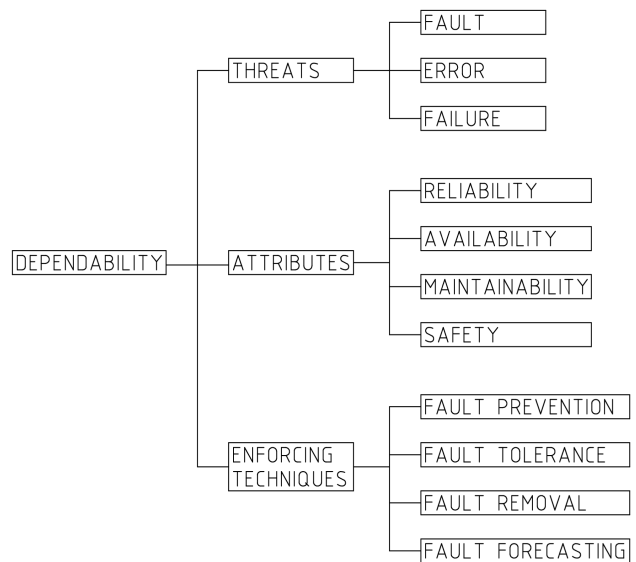 FAULT
THREATS
ERROR
FAILURE
RELIABILITY
AVAILABILITY
DEPENDABILITY
ATTRIBUTES
MAINTAINABILITY
SAFETY
FAULT PREVENTION
ENFORCING
TECHNIQUES
FAULT TOLERANCE
FAULT REMOVAL
FAULT FORECASTING